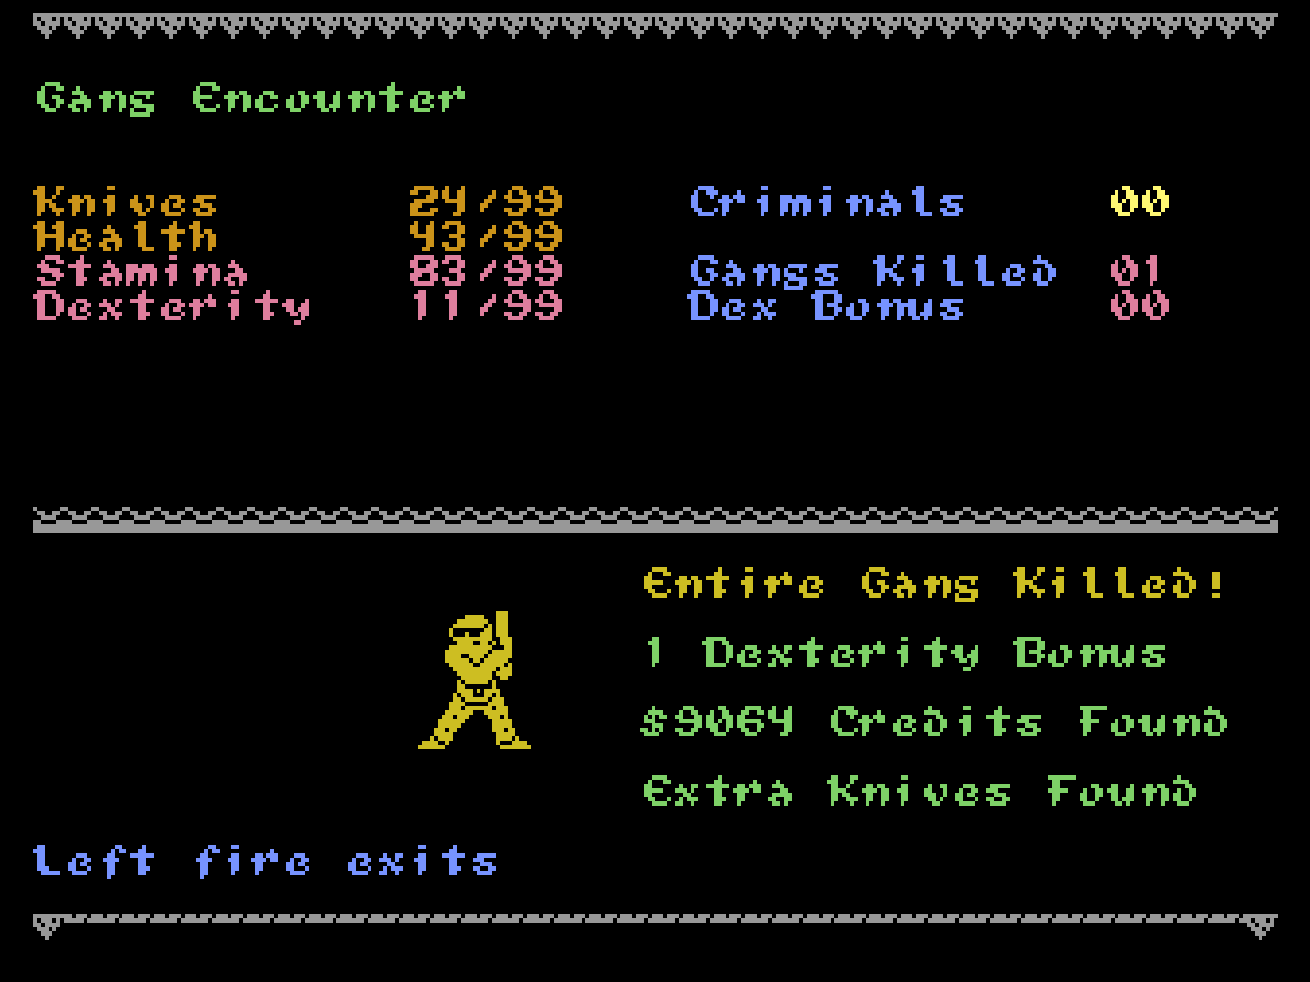 Gang Encounter
Knives 24/99 Criminals 00
Health 43/99
Stamina 83/99 Gangs Killed 01
Dexterity 11/99 Dex Bonus 00
Entire Gang Killed!
1 Dexterity Bonus
$9064 Credits Found
Extra Knives Found
Left fire exits